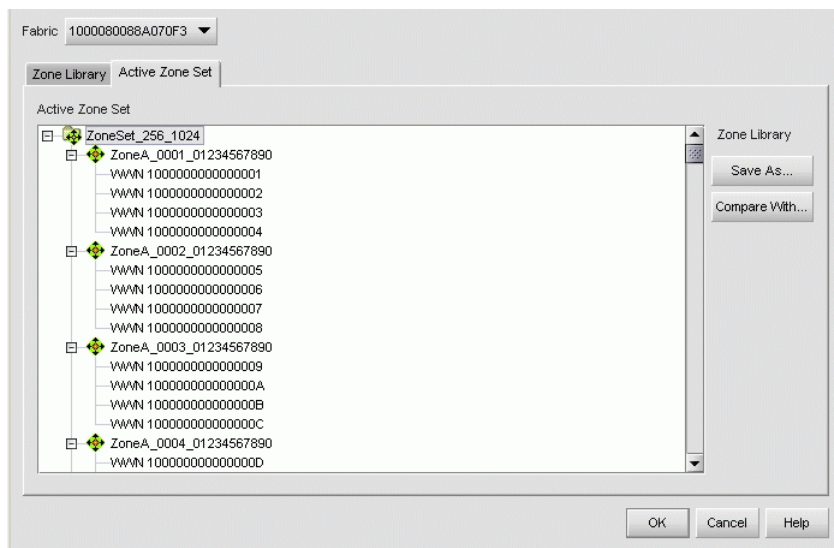 Fabric 1000080088A070F3
Zone Library Active Zone Set
Active Zone Set
ZoneSet_256_1024
Zone Library
ZoneA_0001_01234567890
WWN 1000000000000001
Save As...
WWN 1000000000000002
WWN 1000000000000003
Compare With...
WWN 1000000000000004
ZoneA_0002_01234567890
WWN 1000000000000005
WWN 1000000000000006
WWN 1000000000000007
WWN 1000000000000008
ZoneA_0003_01234567890
WWN 1000000000000009
WWN 100000000000000A
WWN 100000000000000B
WWN 100000000000000C
ZoneA_0004_01234567890
WWN 100000000000000D
OK Cancel Help